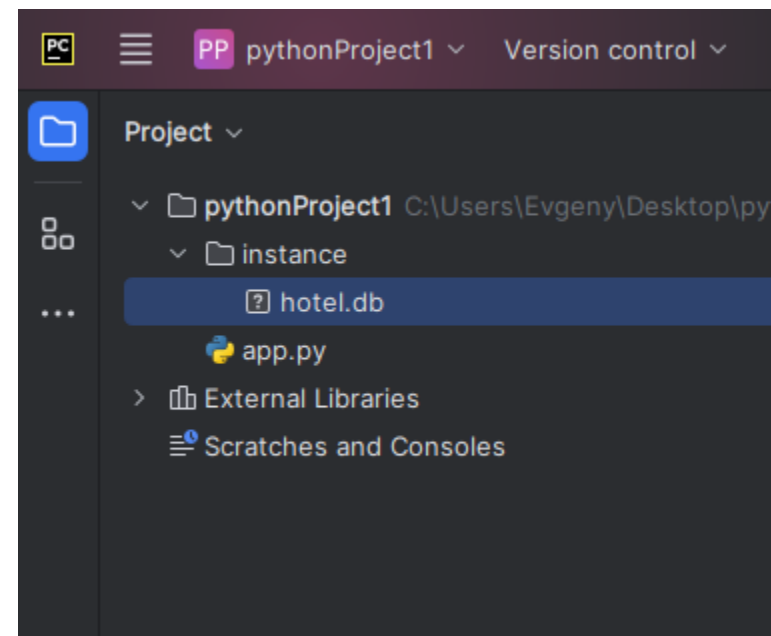 PC PP pythonProject1 Version control
Project
pythonProject1 C:\Users\Evgeny\Desktop\py
instance
? hotel.db
app.py
External Libraries
Scratches and Consoles